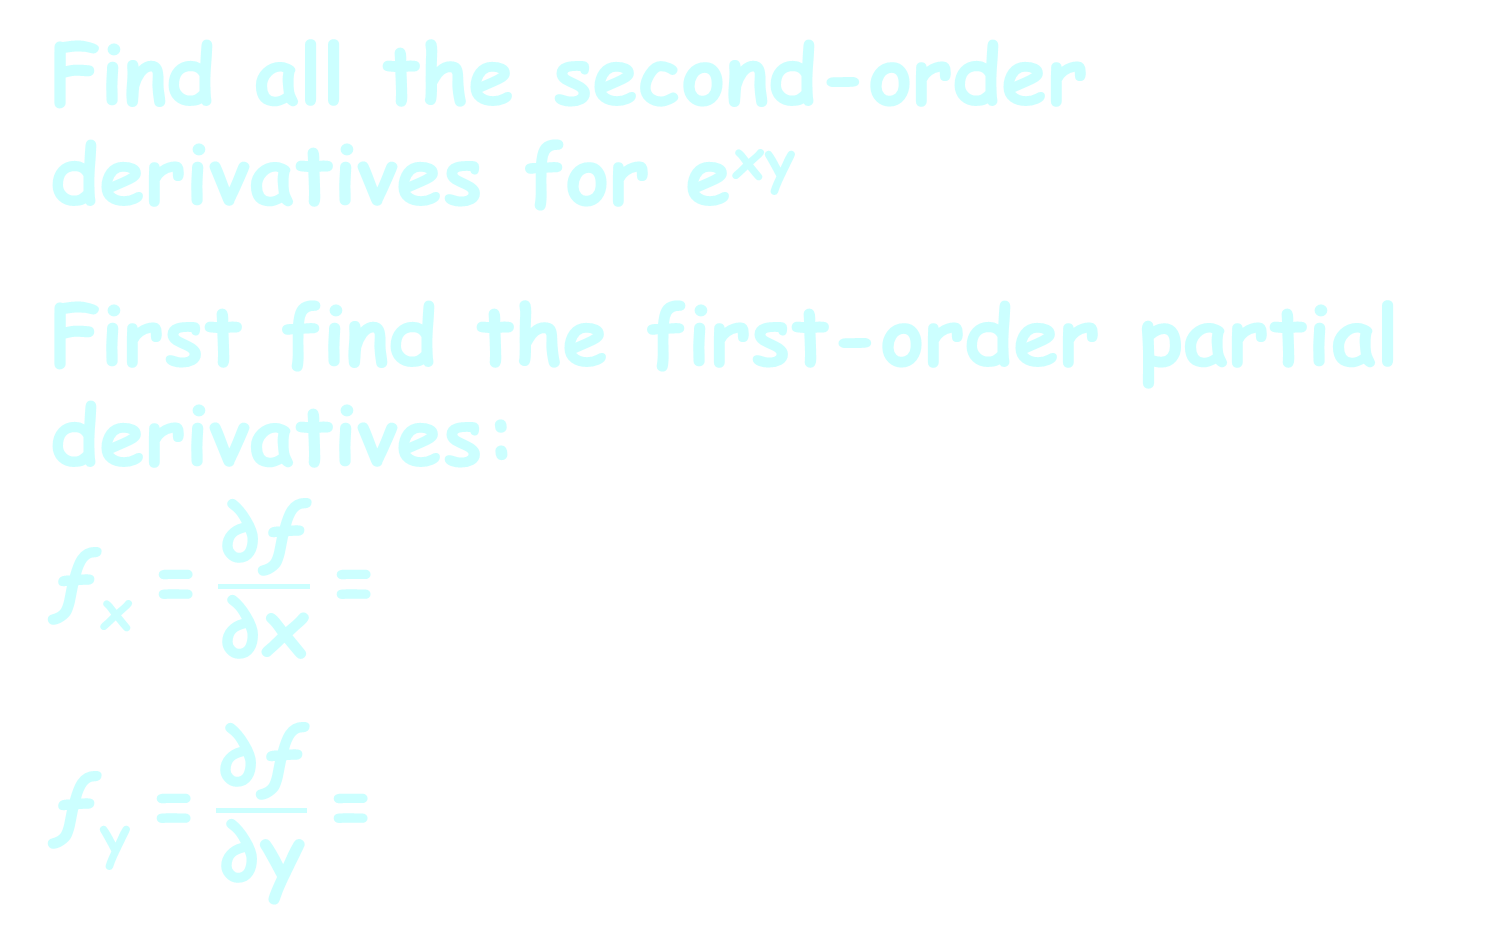 Find all the second-order
derivatives for e^xy
First find the first-order partial
derivatives:
f_x = ∂f/∂x =
f_y = ∂f/∂y =